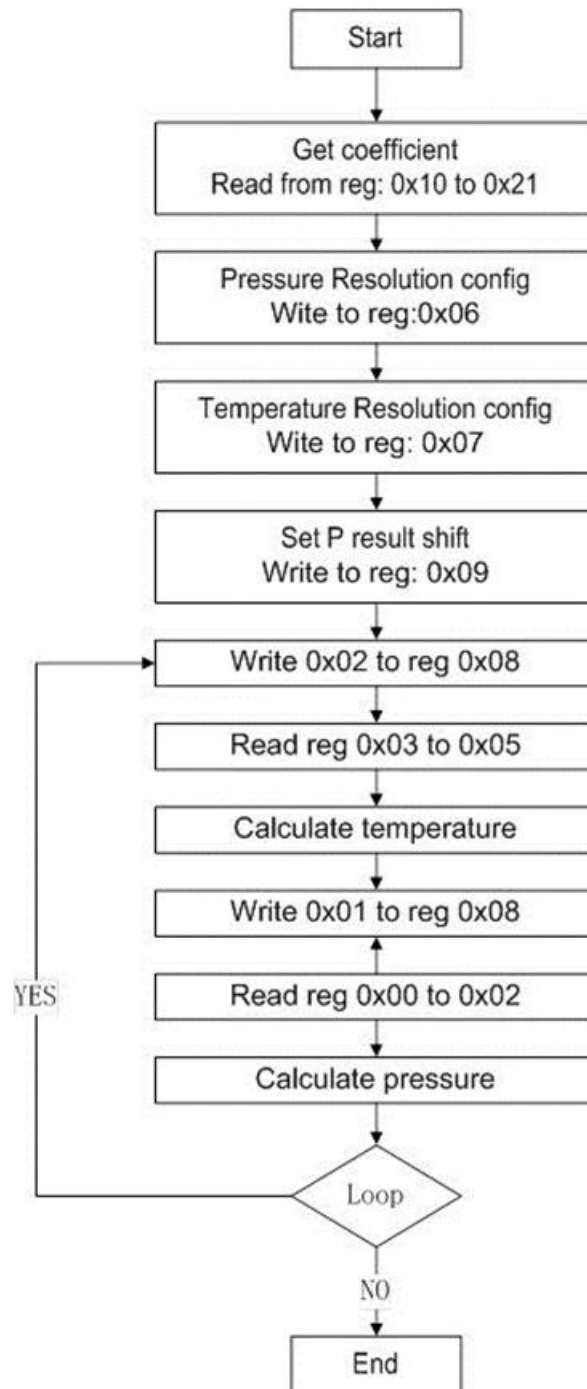 Start
Get coefficient
Read from reg: 0x10 to 0x21
Pressure Resolution config
Wite to reg:0x06
Temperature Resolution config
Wite to reg: 0x07
Set P result shift
Write to reg: 0x09
Write 0x02 to reg 0x08
Read reg 0x03 to 0x05
Calculate temperature
Write 0x01 to reg 0x08
Read reg 0x00 to 0x02
YES
Calculate pressure
Loop
NO
End